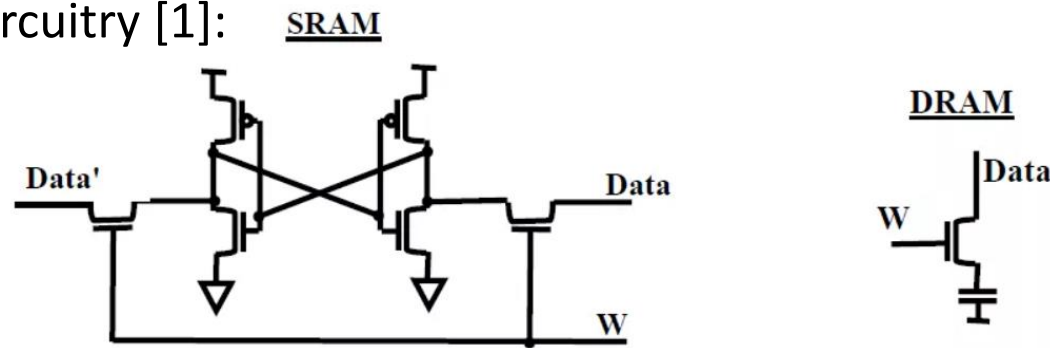 rcuitry [1]:
SRAM
DRAM
Data'
Data
Data
W
W